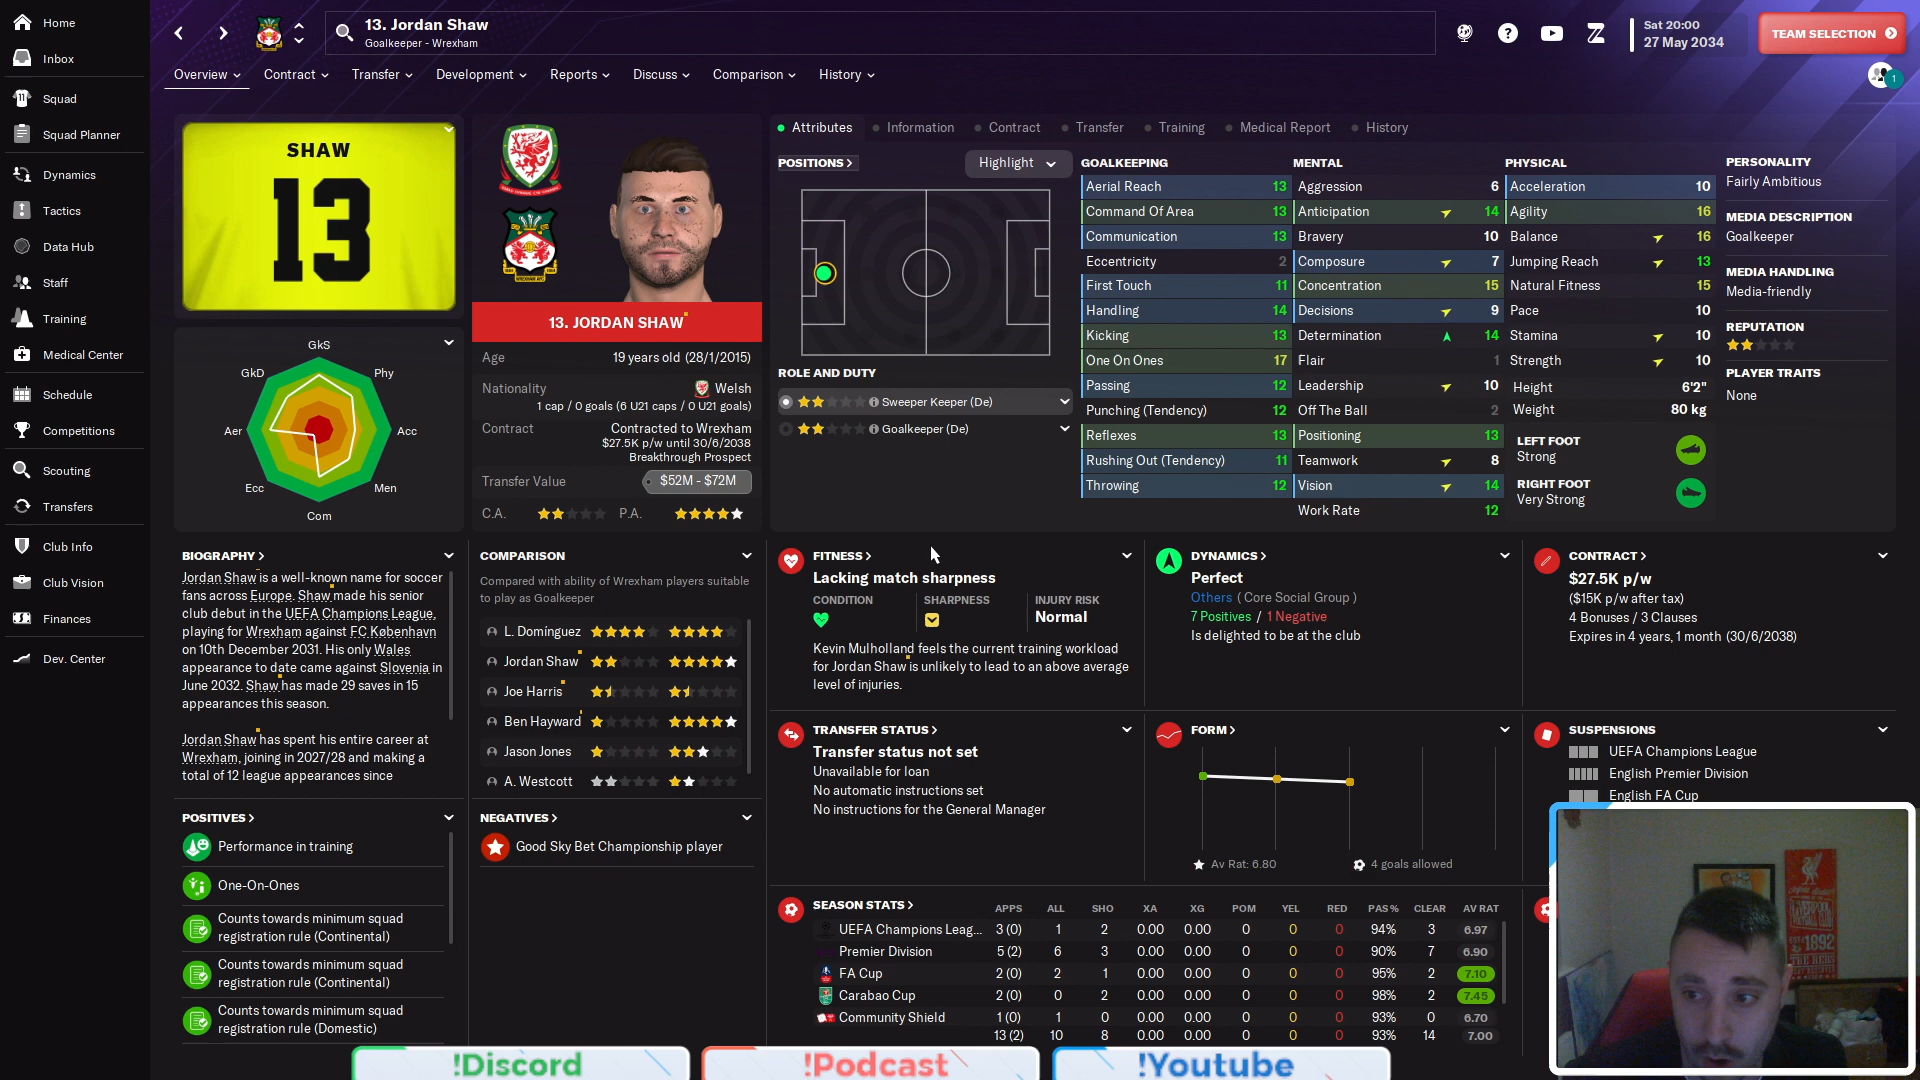 Home
Inbox
Squad
Squad Planner
Dynamics
Tactics
Data Hub
Staff
Training
Medical Center
Schedule
Competitions
Scouting
Transfers
Club Info
Club Vision
Finances
Dev. Center
13. Jordan Shaw
Goalkeeper - Wrexham
Sat 20:00
27 May 2034
TEAM SELECTION
1
Overview
Contract
Transfer
Development
Reports
Discuss
Comparison
History
SHAW
13
GkS
Phy
Acc
Men
Com
Ecc
Aer
GkD
13. JORDAN SHAW
Age 19 years old (28/1/2015)
Nationality Welsh
1 cap / 0 goals (6 U21 caps / 0 U21 goals)
Contract Contracted to Wrexham
$27.5K p/w until 30/6/2038
Breakthrough Prospect
Transfer Value $52M - $72M
C.A. P.A.
Attributes Information Contract Transfer Training Medical Report History
POSITIONS >
Highlight
ROLE AND DUTY
Sweeper Keeper (De)
Goalkeeper (De)
GOALKEEPING
Aerial Reach 13
Command Of Area 13
Communication 13
Eccentricity 2
First Touch 11
Handling 14
Kicking 13
One On Ones 17
Passing 12
Punching (Tendency) 12
Reflexes 13
Rushing Out (Tendency) 11
Throwing 12
MENTAL
Aggression 6
Anticipation 14
Bravery 10
Composure 7
Concentration 15
Decisions 9
Determination 14
Flair 1
Leadership 10
Off The Ball 2
Positioning 13
Teamwork 8
Vision 14
Work Rate 12
PHYSICAL
Acceleration 10
Agility 16
Balance 16
Jumping Reach 13
Natural Fitness 15
Pace 10
Stamina 10
Strength 10
Height 6'2"
Weight 80 kg
LEFT FOOT
Strong
RIGHT FOOT
Very Strong
PERSONALITY
Fairly Ambitious
MEDIA DESCRIPTION
Goalkeeper
MEDIA HANDLING
Media-friendly
REPUTATION
PLAYER TRAITS
None
BIOGRAPHY >
Jordan Shaw is a well-known name for soccer
fans across Europe. Shaw made his senior
club debut in the UEFA Champions League,
playing for Wrexham against FC København
on 10th December 2031. His only Wales
appearance to date came against Slovenia in
June 2032. Shaw has made 29 saves in 15
appearances this season.
Jordan Shaw has spent his entire career at
Wrexham, joining in 2027/28 and making a
total of 12 league appearances since
COMPARISON
Compared with ability of Wrexham players suitable
to play as Goalkeeper
L. Domínguez
Jordan Shaw
Joe Harris
Ben Hayward
Jason Jones
A. Westcott
FITNESS >
Lacking match sharpness
CONDITION SHARPNESS INJURY RISK
Normal
Kevin Mulholland feels the current training workload
for Jordan Shaw is unlikely to lead to an above average
level of injuries.
DYNAMICS >
Perfect
Others ( Core Social Group )
7 Positives / 1 Negative
Is delighted to be at the club
CONTRACT >
$27.5K p/w
($15K p/w after tax)
4 Bonuses / 3 Clauses
Expires in 4 years, 1 month (30/6/2038)
TRANSFER STATUS >
Transfer status not set
Unavailable for loan
No automatic instructions set
No instructions for the General Manager
FORM >
Av Rat: 6.80
4 goals allowed
SUSPENSIONS
UEFA Champions League
English Premier Division
English FA Cup
POSITIVES >
Performance in training
One-On-Ones
Counts towards minimum squad
registration rule (Continental)
Counts towards minimum squad
registration rule (Continental)
Counts towards minimum squad
registration rule (Domestic)
NEGATIVES >
Good Sky Bet Championship player
SEASON STATS > APPS ALL SHO XA XG POM YEL RED PAS% CLEAR AV RAT
UEFA Champions Leag... 3 (0) 1 2 0.00 0.00 0 0 0 94% 3 6.97
Premier Division 5 (2) 6 3 0.00 0.00 0 0 0 90% 7 6.90
FA Cup 2 (0) 2 1 0.00 0.00 0 0 0 95% 2 7.10
Carabao Cup 2 (0) 0 2 0.00 0.00 0 0 0 98% 2 7.45
Community Shield 1 (0) 1 0 0.00 0.00 0 0 0 93% 0 6.70
13 (2) 10 8 0.00 0.00 0 0 0 93% 14 7.00
!Discord
!Podcast
!Youtube
LIVERPOOL
1892